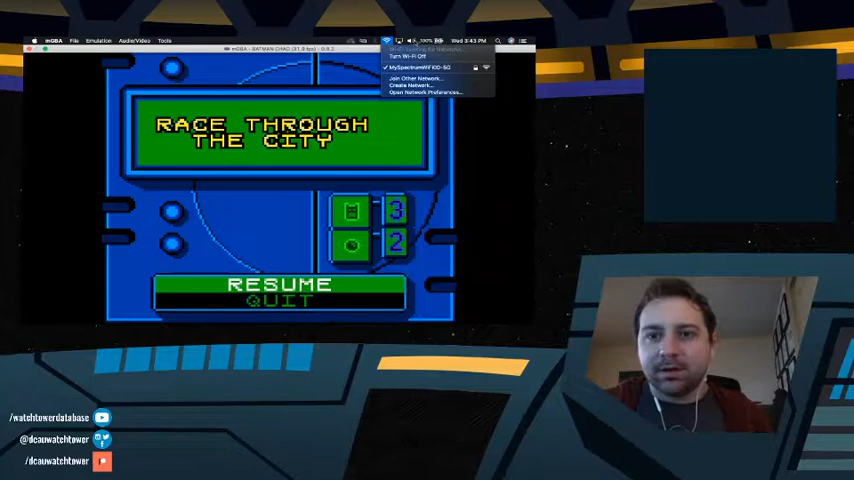 mGBA File Emulation Audio/Video Tools
100% Wed 3:43 PM
mGBA - BATMAN CHAO (31.9 fps) - 0.9.2
Turn Wi-Fi Off
MySpectrumWiFi00-5G
Join Other Network...
Create Network...
Open Network Preferences...
RACE THROUGH
THE CITY
3
2
RESUME
QUIT
/watchtowerdatabase
@dcauwatchtower
/dcauwatchtower